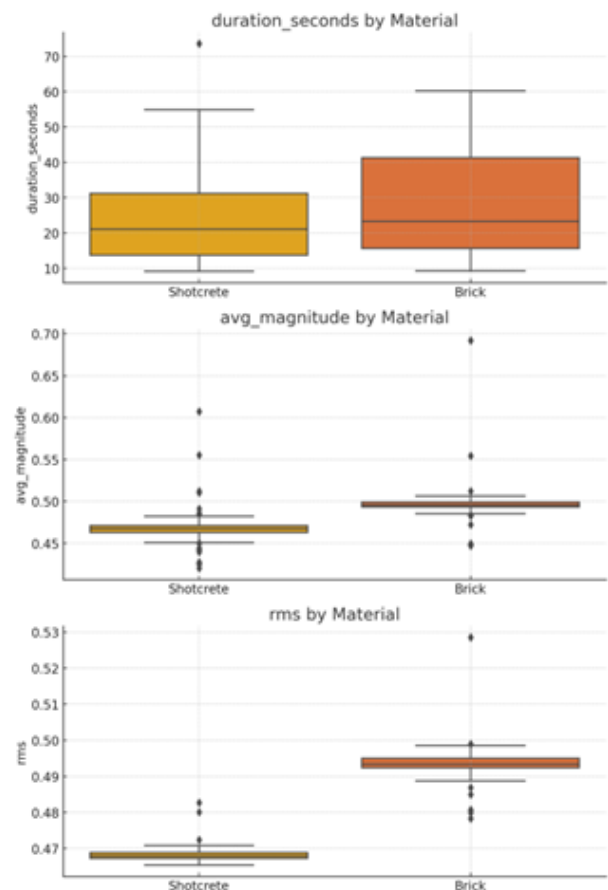 duration_seconds by Material
70
60
50
40
30
20
10
duration_seconds
Shotcrete Brick
avg_magnitude by Material
0.70
0.65
0.60
0.55
0.50
0.45
avg_magnitude
Shotcrete Brick
rms by Material
0.53
0.52
0.51
0.50
0.49
0.48
0.47
rms
Shotcrete Brick